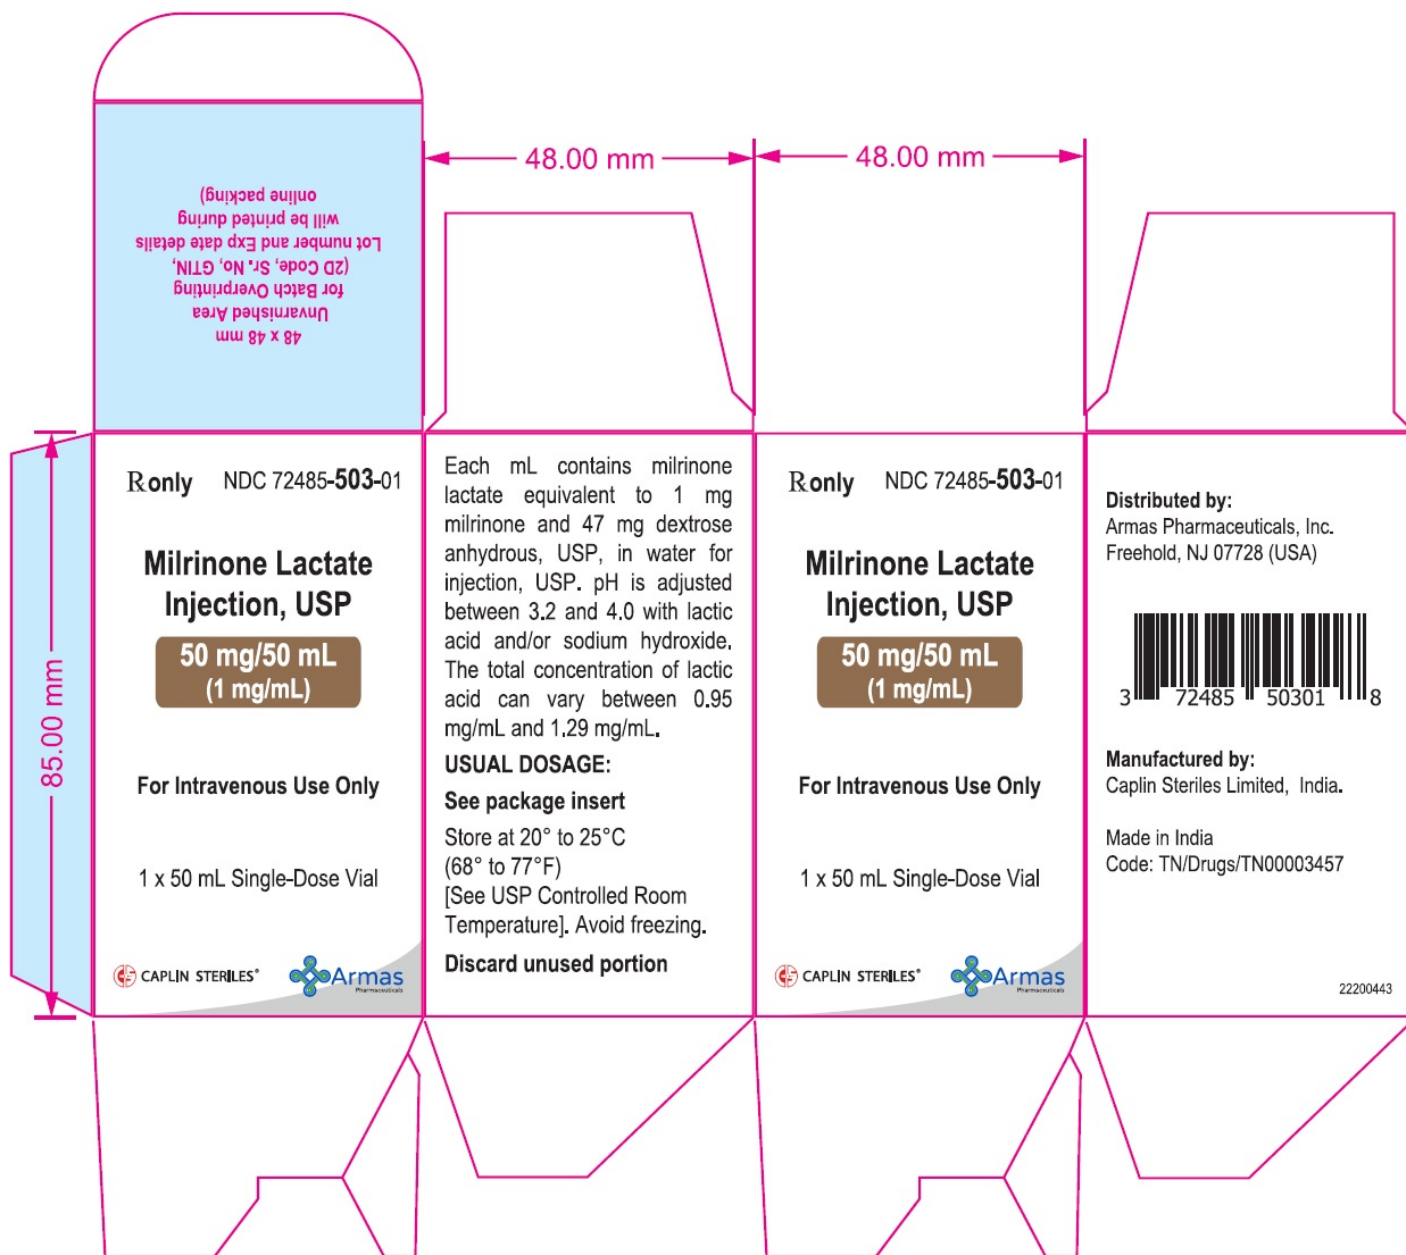 48.00 mm
48.00 mm
48 x 48 mm
Unvarnished Area
for Batch Overprinting
(2D Code, Sr. No, GTIN,
Lot number and Exp date details
will be printed during
online packing)
85.00 mm
Rx only NDC 72485-503-01
Milrinone Lactate
Injection, USP
50 mg/50 mL
(1 mg/mL)
For Intravenous Use Only
1 x 50 mL Single-Dose Vial
CAPLIN STERILES®
Armas
Pharmaceuticals
Each mL contains milrinone
lactate equivalent to 1 mg
milrinone and 47 mg dextrose
anhydrous, USP, in water for
injection, USP. pH is adjusted
between 3.2 and 4.0 with lactic
acid and/or sodium hydroxide.
The total concentration of lactic
acid can vary between 0.95
mg/mL and 1.29 mg/mL.
USUAL DOSAGE:
See package insert
Store at 20° to 25°C
(68° to 77°F)
[See USP Controlled Room
Temperature]. Avoid freezing.
Discard unused portion
Rx only NDC 72485-503-01
Milrinone Lactate
Injection, USP
50 mg/50 mL
(1 mg/mL)
For Intravenous Use Only
1 x 50 mL Single-Dose Vial
CAPLIN STERILES®
Armas
Pharmaceuticals
Distributed by:
Armas Pharmaceuticals, Inc.
Freehold, NJ 07728 (USA)
3 72485 50301 8
Manufactured by:
Caplin Steriles Limited, India.
Made in India
Code: TN/Drugs/TN00003457
22200443